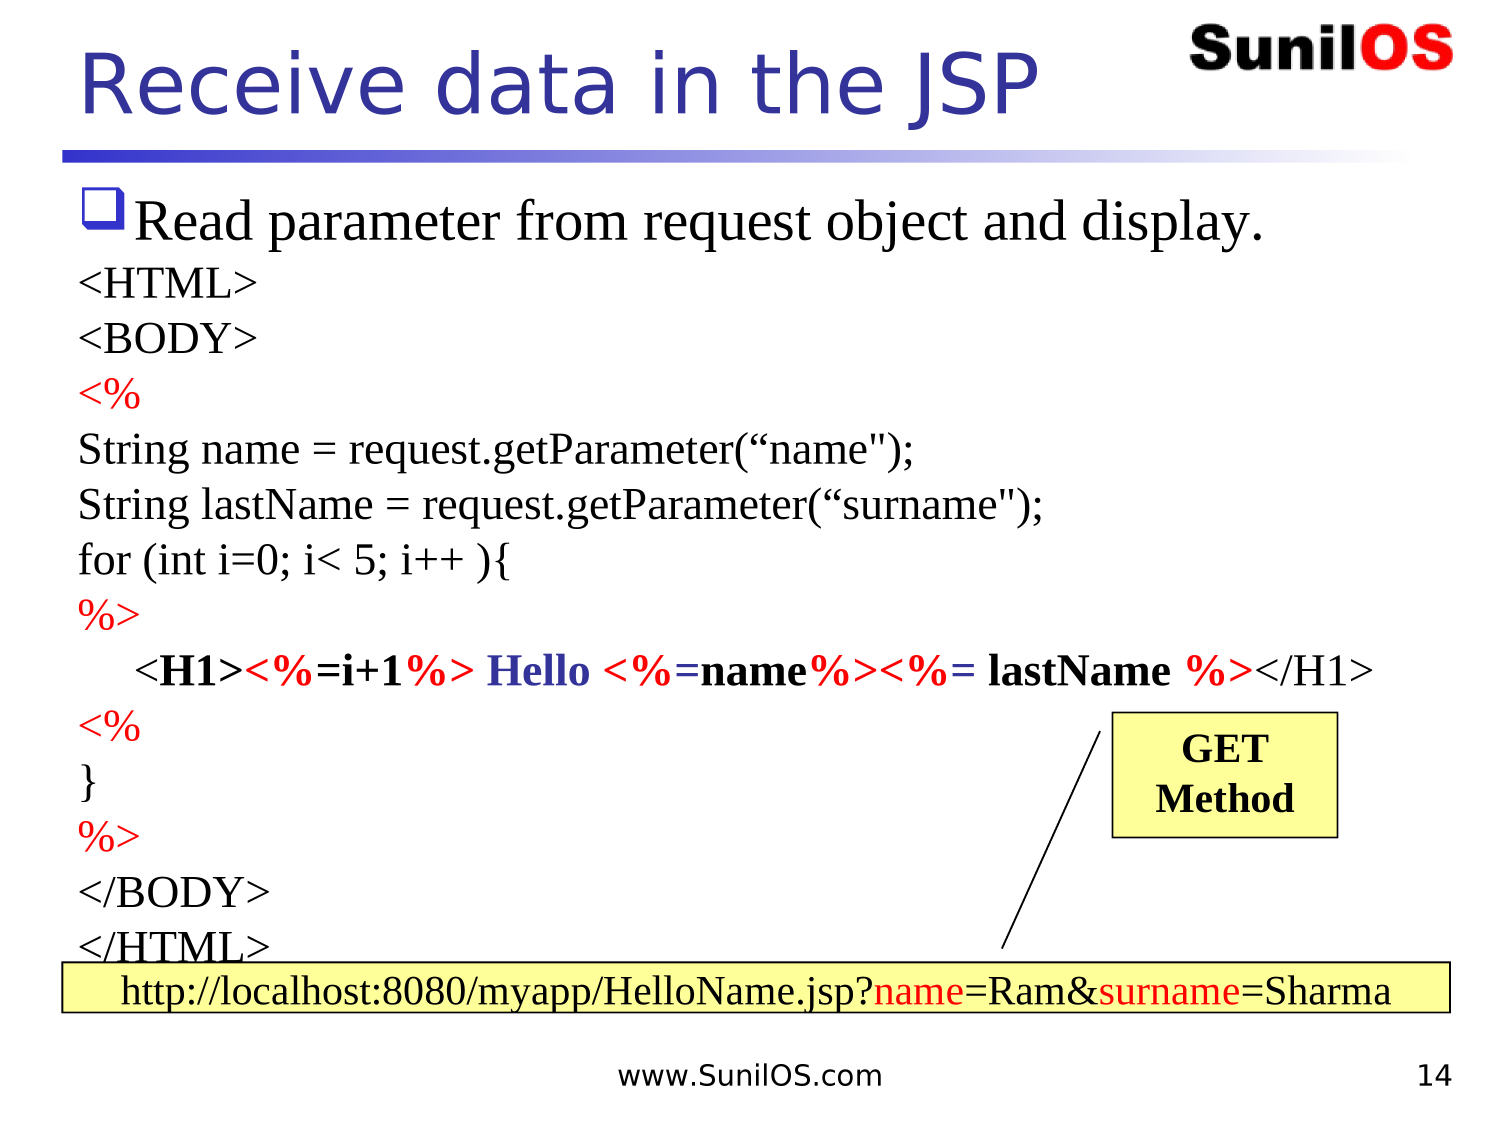 Receive data in the JSP
SunilOS
Read parameter from request object and display.
<HTML>
<BODY>
<%
String name = request.getParameter(“name");
String lastName = request.getParameter(“surname");
for (int i=0; i< 5; i++ ){
%>
<H1><%=i+1%> Hello <%=name%><%= lastName %></H1>
<%
}
%>
</BODY>
</HTML>
GET
Method
http://localhost:8080/myapp/HelloName.jsp?name=Ram&surname=Sharma
www.SunilOS.com
14